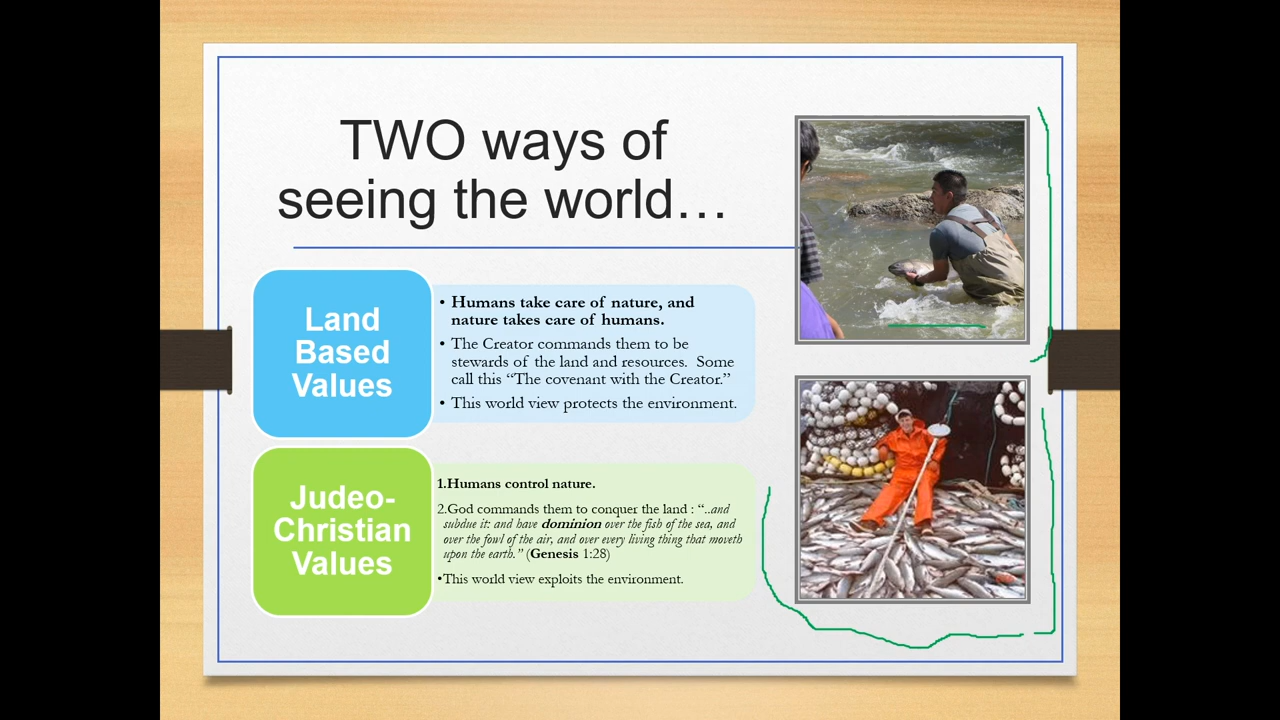 TWO ways of
seeing the world…
Land
Based
Values
• Humans take care of nature, and
nature takes care of humans.
• The Creator commands them to be
stewards of the land and resources. Some
call this “The covenant with the Creator.”
• This world view protects the environment.
Judeo-
Christian
Values
1.Humans control nature.
2.God commands them to conquer the land : “..and
subdue it: and have dominion over the fish of the sea, and
over the fowl of the air, and over every living thing that moveth
upon the earth.” (Genesis 1:28)
•This world view exploits the environment.